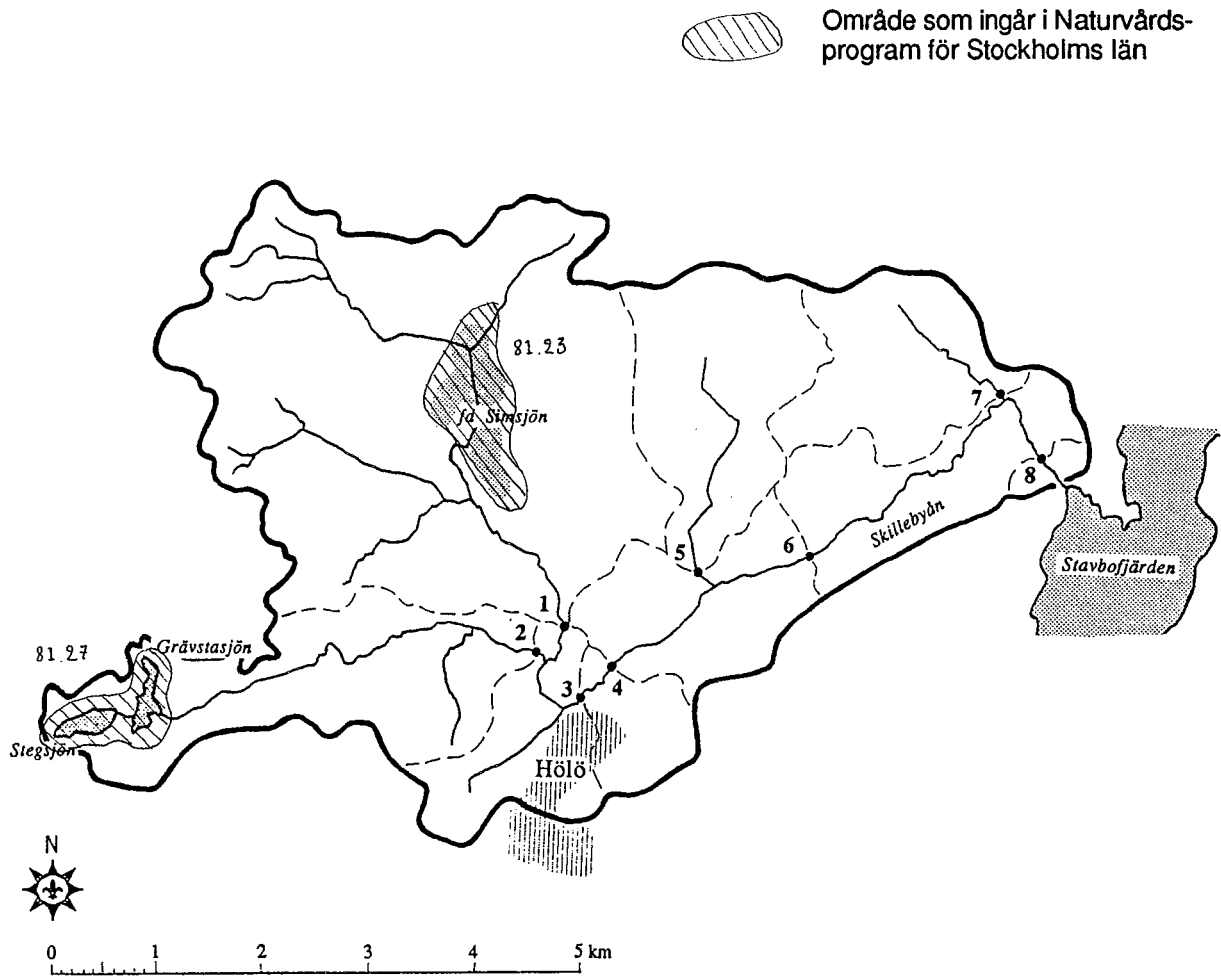 Område som ingår i Naturvårds-
program för Stockholms län
81.23
fd Simsjön
7
8
Skillebyån
5
6
Stavbofjärden
1
2
Grävstasjön
81.27
3
4
Stegsjön
Hölö
N
0 1 2 3 4 5 km